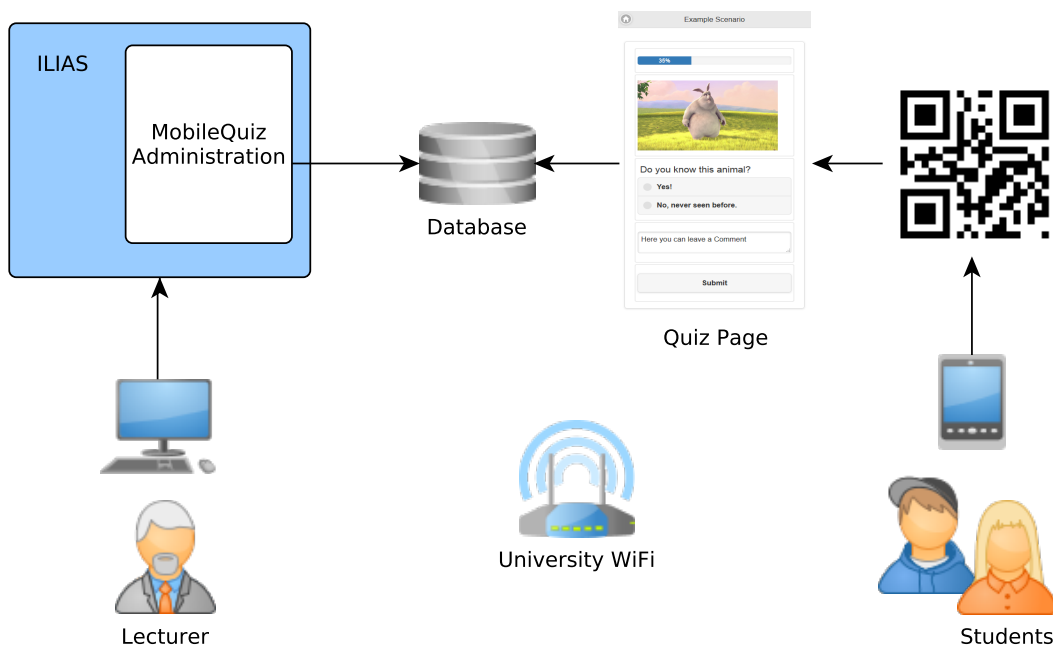 Example Scenario
ILIAS
35%
MobileQuiz
Administration
Do you know this animal?
Yes!
No, never seen before.
Database
Here you can leave a Comment
Submit
Quiz Page
University WiFi
Lecturer
Students